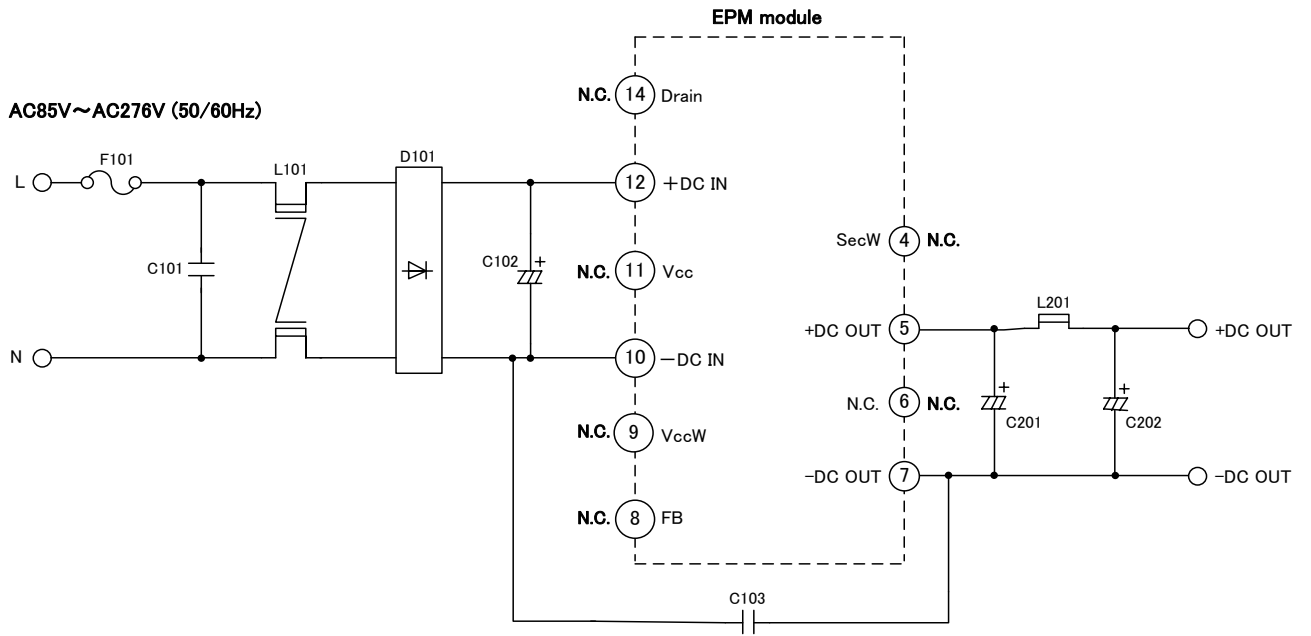 EPM module
AC85V～AC276V (50/60Hz)
N.C. 14 Drain
F101
L101
D101
L
12 +DC IN
SecW 4 N.C.
C101
C102 +
N.C. 11 Vcc
L201
+DC OUT 5
+DC OUT
N
10 −DC IN
N.C. 6 N.C.
+
C201
+
C202
N.C. 9 VccW
−DC OUT 7
−DC OUT
N.C. 8 FB
C103